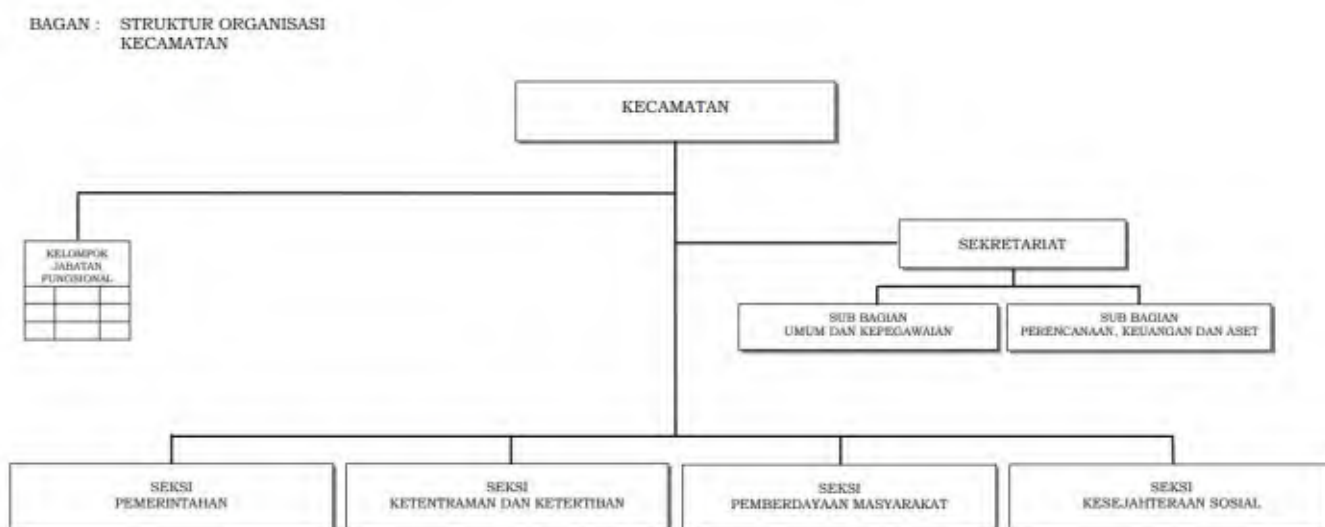 BAGAN : STRUKTUR ORGANISASI
KECAMATAN
KECAMATAN
KELOMPOK
JABATAN
FUNGSIONAL
SEKRETARIAT
SUB BAGIAN
UMUM DAN KEPEGAWAIAN
SUB BAGIAN
PERENCANAAN, KEUANGAN DAN ASET
SEKSI
PEMERINTAHAN
SEKSI
KETENTRAMAN DAN KETERTIBAN
SEKSI
PEMBERDAYAAN MASYARAKAT
SEKSI
KESEJAHTERAAN SOSIAL